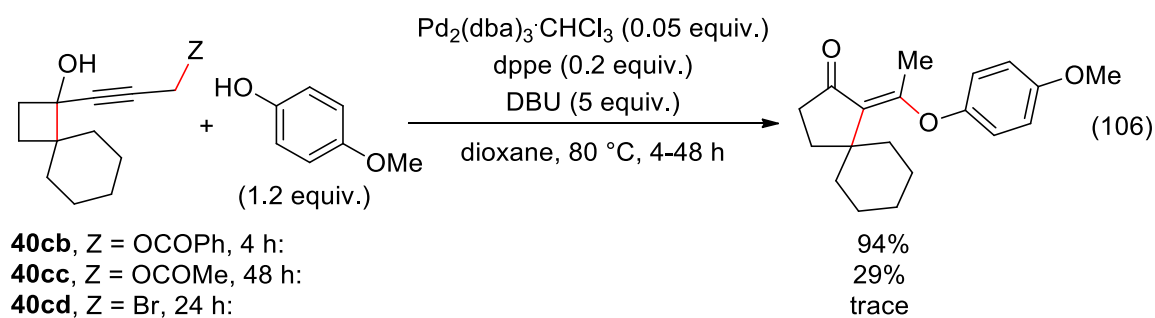 Pd2(dba)3·CHCl3 (0.05 equiv.)
dppe (0.2 equiv.)
DBU (5 equiv.)
dioxane, 80 °C, 4-48 h
OH
Z
+
HO
OMe
(1.2 equiv.)
O
Me
O
OMe
(106)
40cb, Z = OCOPh, 4 h: 94%
40cc, Z = OCOMe, 48 h: 29%
40cd, Z = Br, 24 h: trace